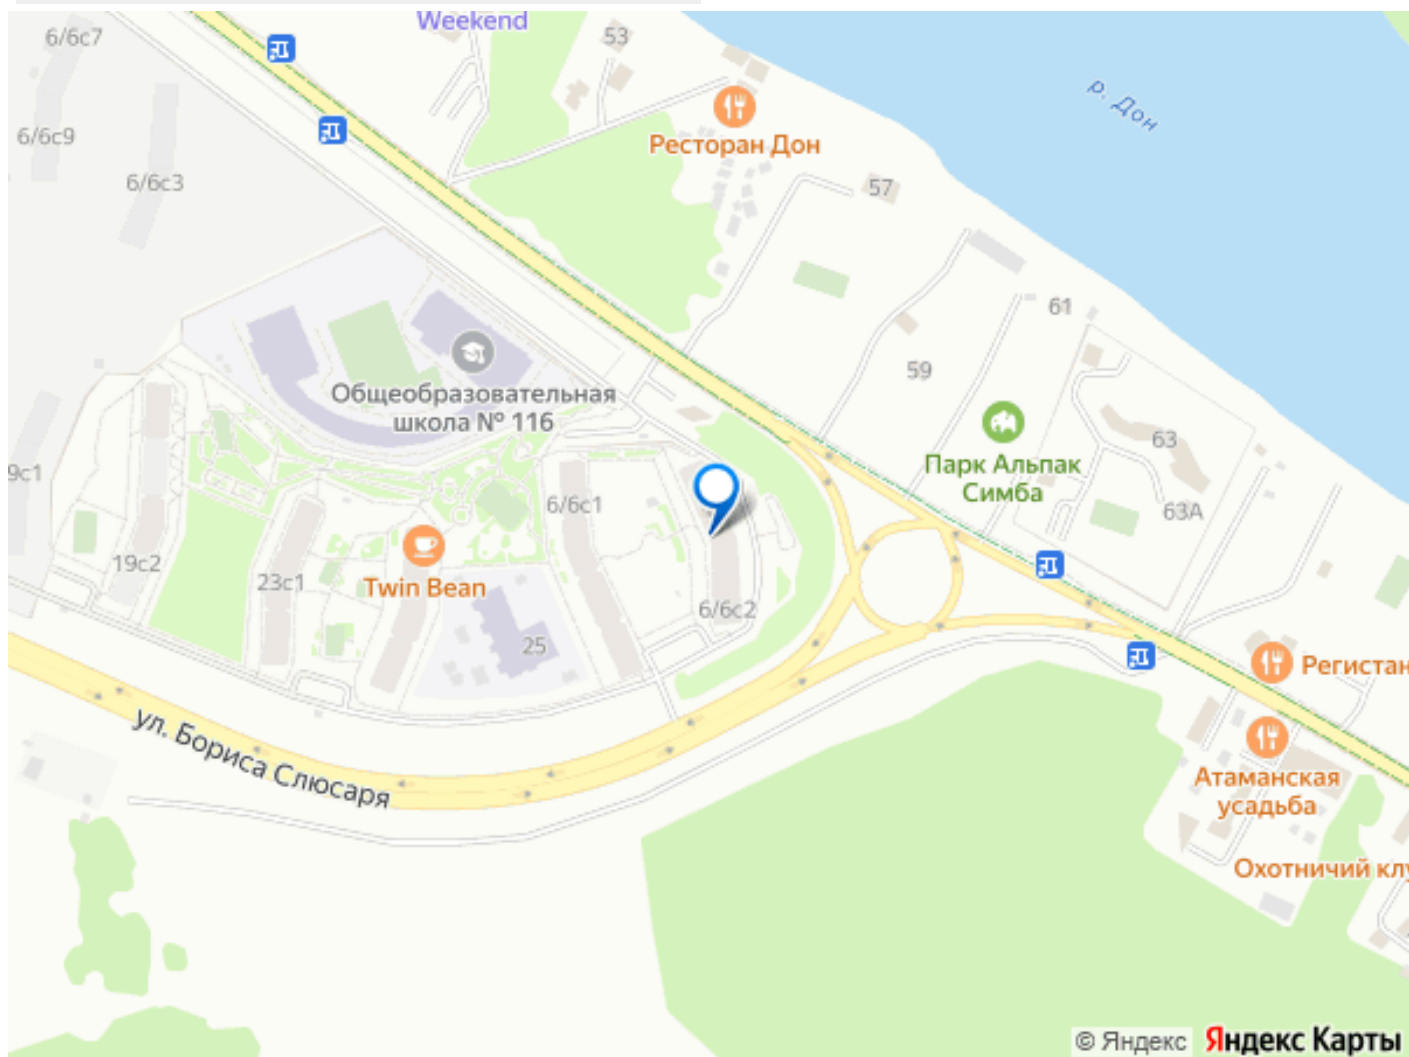 Weekend
6/6с7
53
р. Дон
6/6с9
Ресторан Дон
6/6с3
57
61
59
Общеобразовательная
школа № 116
63
Парк Альпак
Симба
9с1
6/6с1
63А
19с2
23с1
Twin Bean
6/6с2
25
Регистан
ул. Бориса Слюсаря
Атаманская
усадьба
Охотничий клу
© Яндекс Яндекс Карты